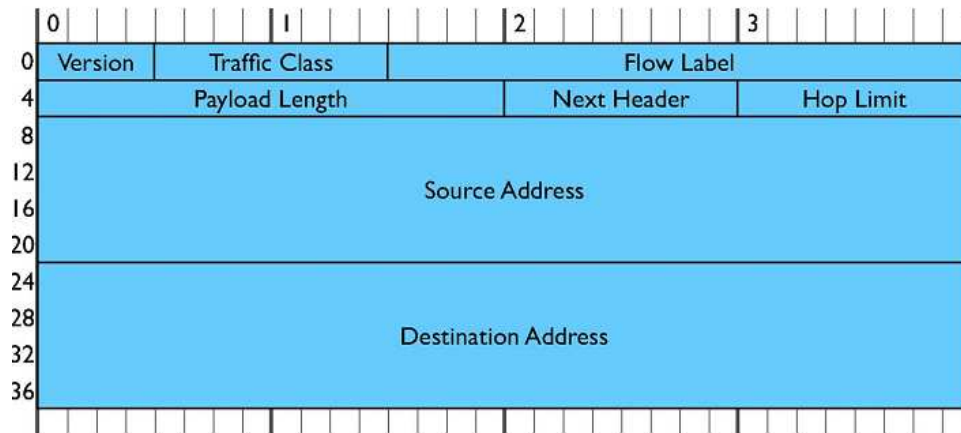 0 1 2 3
0 Version Traffic Class Flow Label
4 Payload Length Next Header Hop Limit
8
12
Source Address
16
20
24
28
Destination Address
32
36